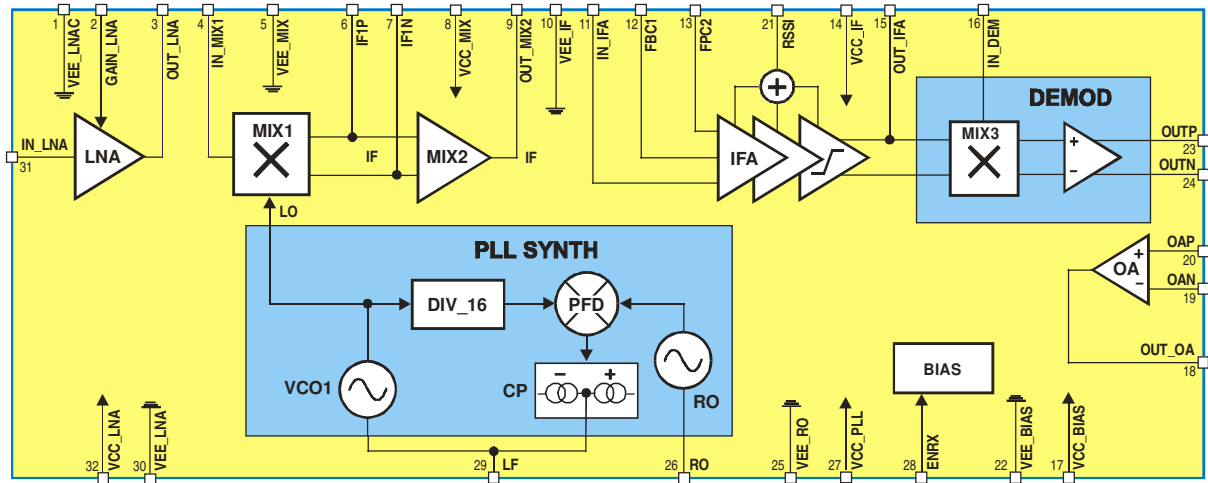 1 VEE_LNAC
2 GAIN_LNA
3 OUT_LNA
4 IN_MIX1
5 VEE_MIX
6 IF1P
7 IF1N
8 VCC_MIX
9 OUT_MIX2
10 VEE_IF
11 IN_IFA
12 FBC1
13 FPC2
21 RSSI
14 VCC_IF
15 OUT_IFA
16 IN_DEM
IN_LNA
31
LNA
MIX1
IF
MIX2
IF
LO
+
IFA
DEMOD
MIX3
+
−
OUTP
23
OUTN
24
PLL SYNTH
DIV_16
PFD
VCO1
CP
− +
RO
OAP
20
OAN
19
OA
+
−
OUT_OA
18
BIAS
32 VCC_LNA
30 VEE_LNA
29 LF
26 RO
25 VEE_RO
27 VCC_PLL
28 ENRX
22 VEE_BIAS
17 VCC_BIAS